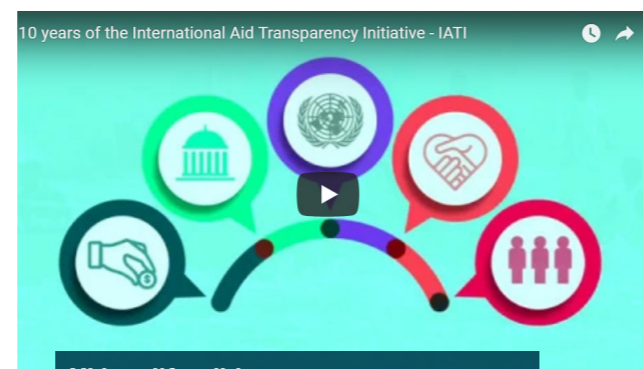 10 years of the International Aid Transparency Initiative - IATI
$